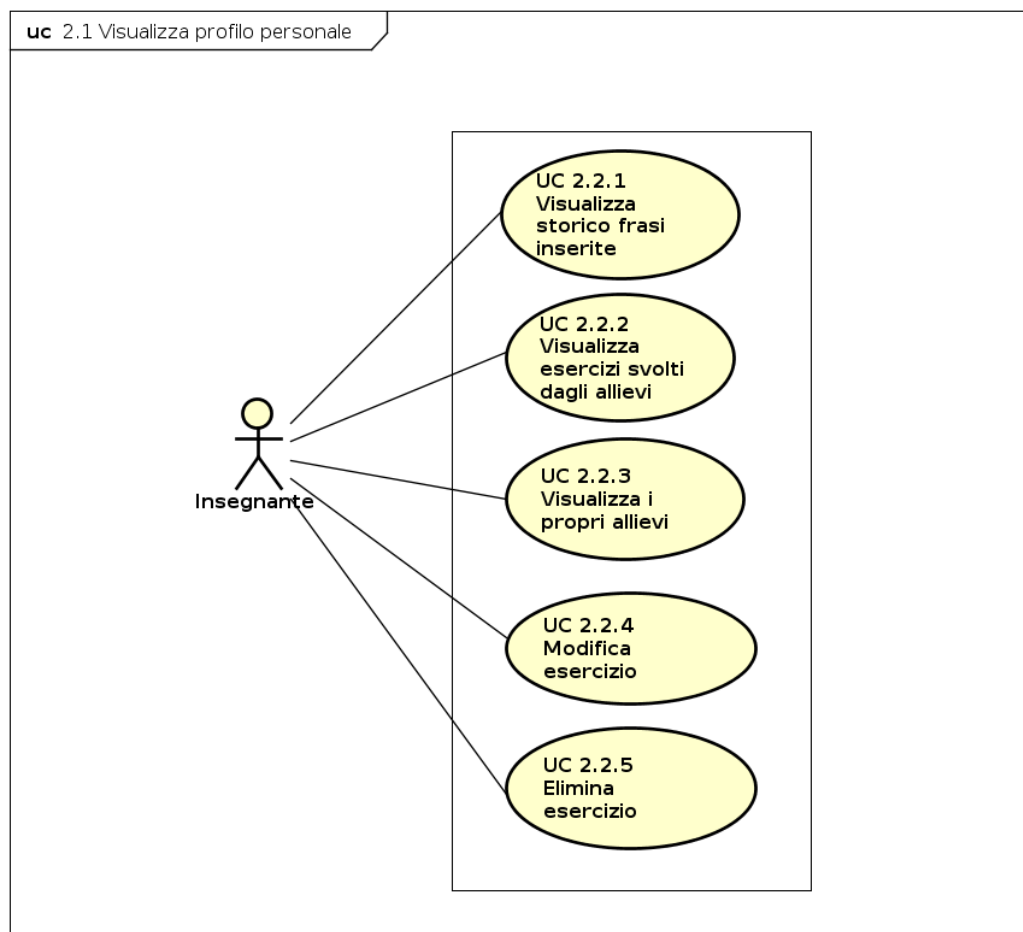 uc 2.1 Visualizza profilo personale
UC 2.2.1
Visualizza
storico frasi
inserite
UC 2.2.2
Visualizza
esercizi svolti
dagli allievi
Insegnante
UC 2.2.3
Visualizza i
propri allievi
UC 2.2.4
Modifica
esercizio
UC 2.2.5
Elimina
esercizio